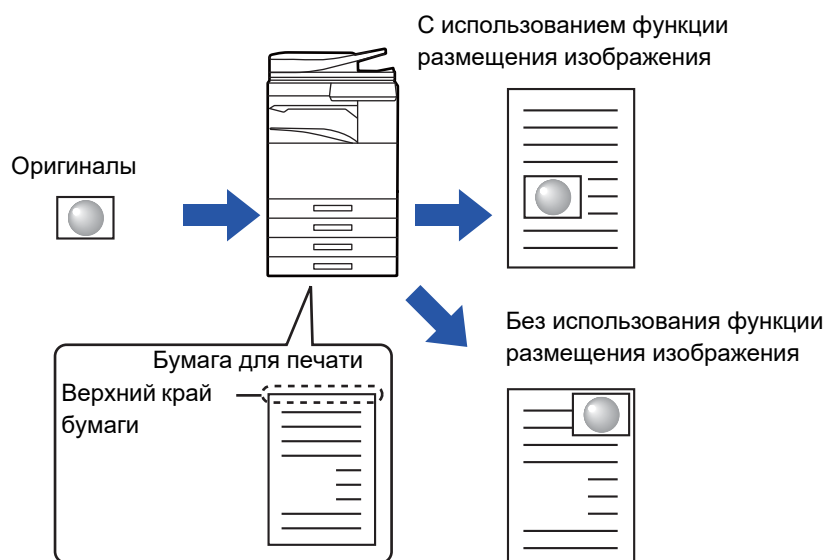 С использованием функции
размещения изображения
Оригиналы
Без использования функции
размещения изображения
Бумага для печати
Верхний край
бумаги